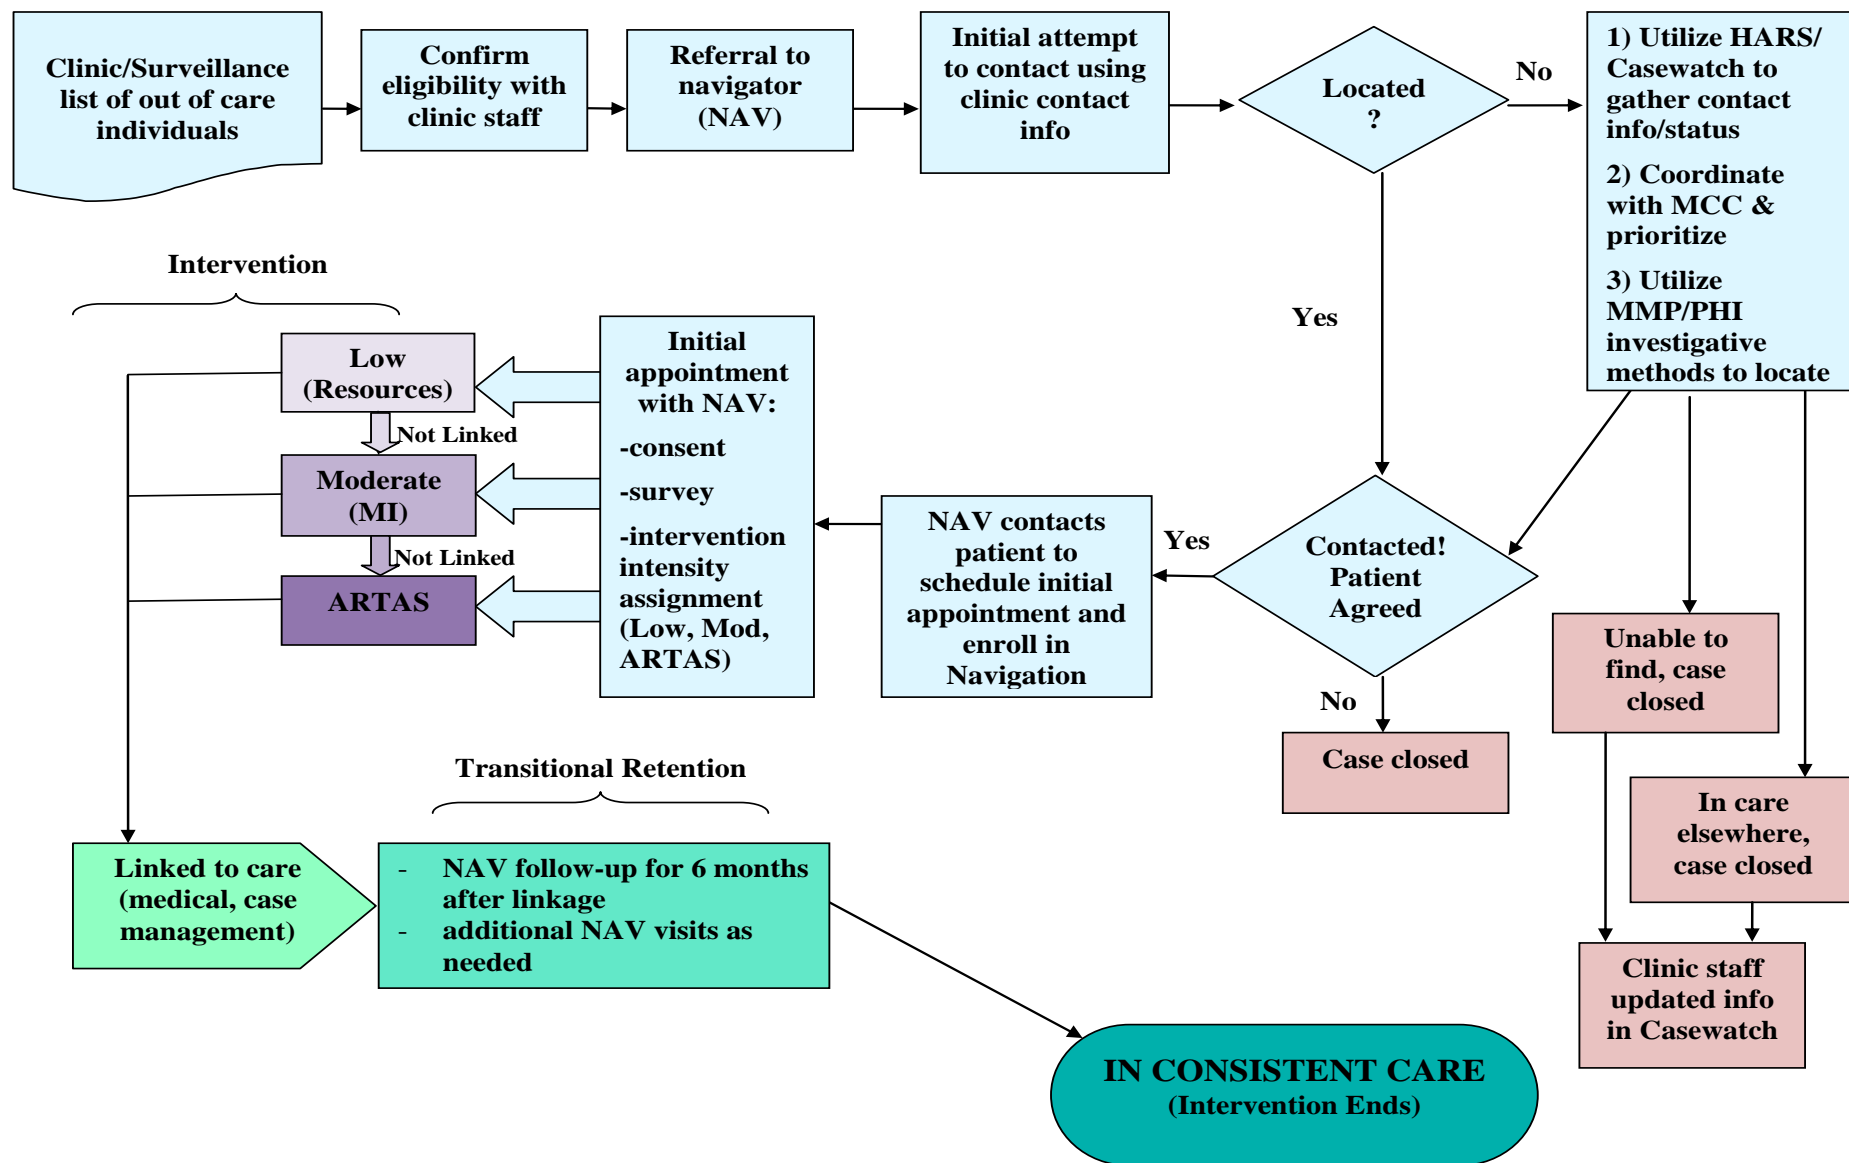 Clinic/Surveillance
list of out of care
individuals
Confirm
eligibility with
clinic staff
Referral to
navigator
(NAV)
Initial attempt
to contact using
clinic contact
info
Located
?
No
1) Utilize HARS/
Casewatch to
gather contact
info/status
2) Coordinate
with MCC &
prioritize
3) Utilize
MMP/PHI
investigative
methods to locate
Yes
Intervention
Low
(Resources)
Not Linked
Moderate
(MI)
Not Linked
ARTAS
Initial
appointment
with NAV:
-consent
-survey
-intervention
intensity
assignment
(Low, Mod,
ARTAS)
NAV contacts
patient to
schedule initial
appointment and
enroll in
Navigation
Yes
Contacted!
Patient
Agreed
No
Case closed
Unable to
find, case
closed
In care
elsewhere,
case closed
Clinic staff
updated info
in Casewatch
Transitional Retention
Linked to care
(medical, case
management)
- NAV follow-up for 6 months
after linkage
- additional NAV visits as
needed
IN CONSISTENT CARE
(Intervention Ends)